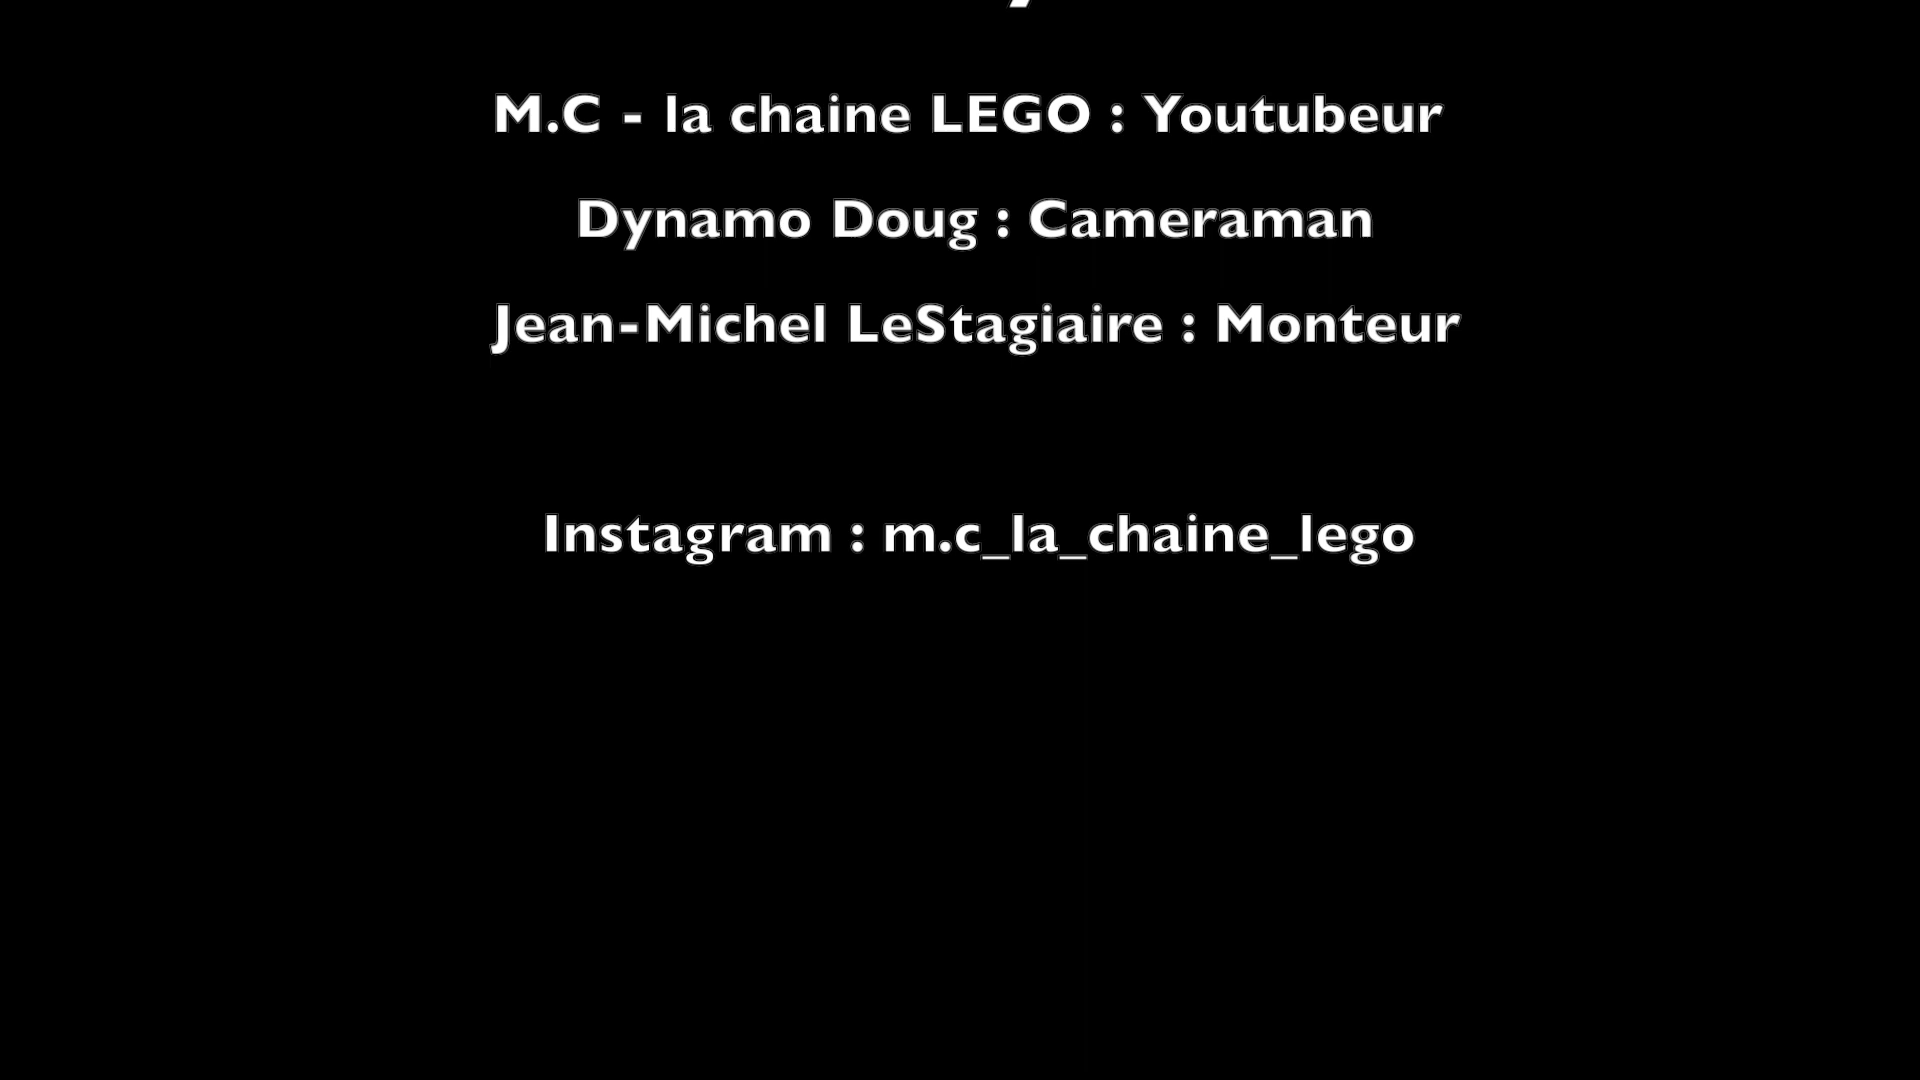 M.C - la chaine LEGO : Youtubeur
Dynamo Doug : Cameraman
Jean-Michel LeStagiaire : Monteur
Instagram : m.c_la_chaine_lego